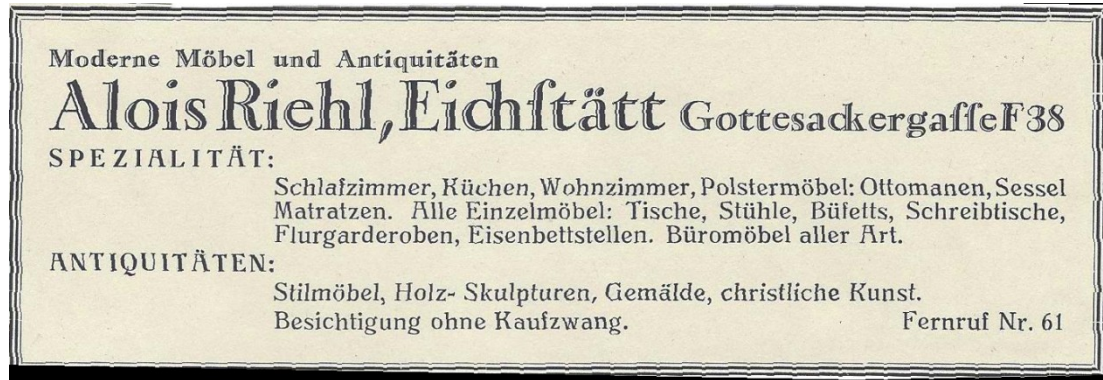 Moderne Möbel und Antiquitäten
Alois Riehl, Eichſtätt Gottesackergaſſe F 38
SPEZIALITÄT:
Schlafzimmer, Küchen, Wohnzimmer, Polstermöbel: Ottomanen, Sessel
Matratzen. Alle Einzelmöbel: Tische, Stühle, Büfetts, Schreibtische,
Flurgarderoben, Eisenbettstellen. Büromöbel aller Art.
ANTIQUITÄTEN:
Stilmöbel, Holz- Skulpturen, Gemälde, christliche Kunst.
Besichtigung ohne Kaufzwang. Fernruf Nr. 61